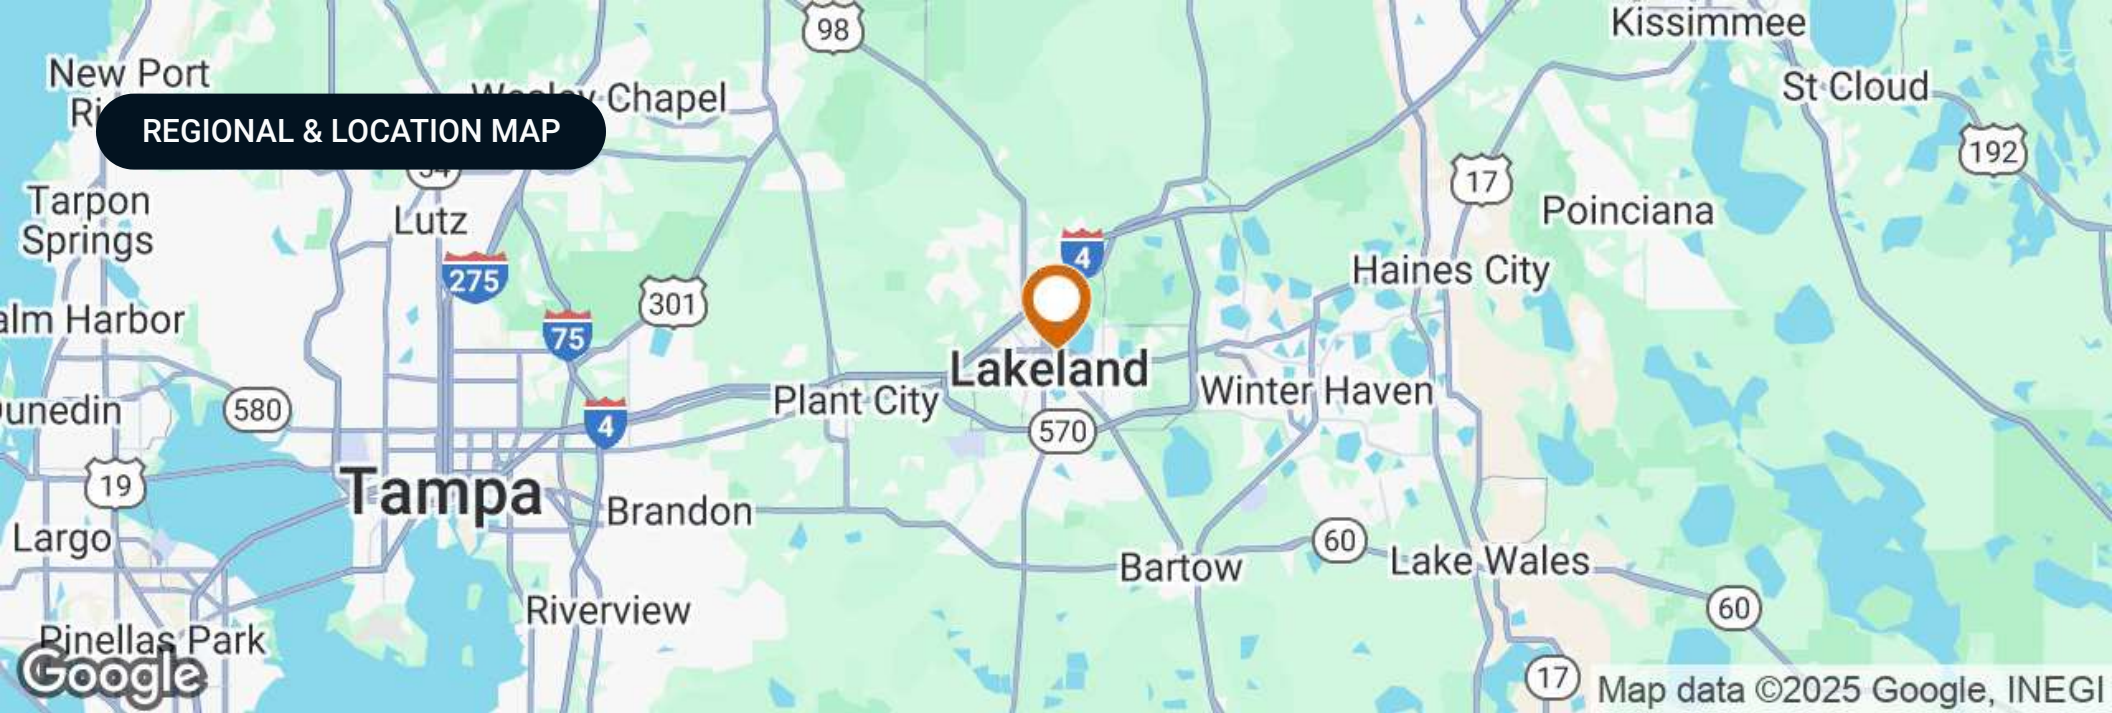 98
Kissimmee
New Port
St Cloud
Chapel
REGIONAL & LOCATION MAP
192
17
Tarpon
Springs
Lutz
Poinciana
4
275
Haines City
301
alm Harbor
75
Lakeland
Winter Haven
Plant City
unedin
580
4
570
19
Tampa
Brandon
Largo
60
Bartow
Lake Wales
Riverview
60
Pinellas Park
Google
17
Map data ©2025 Google, INEGI